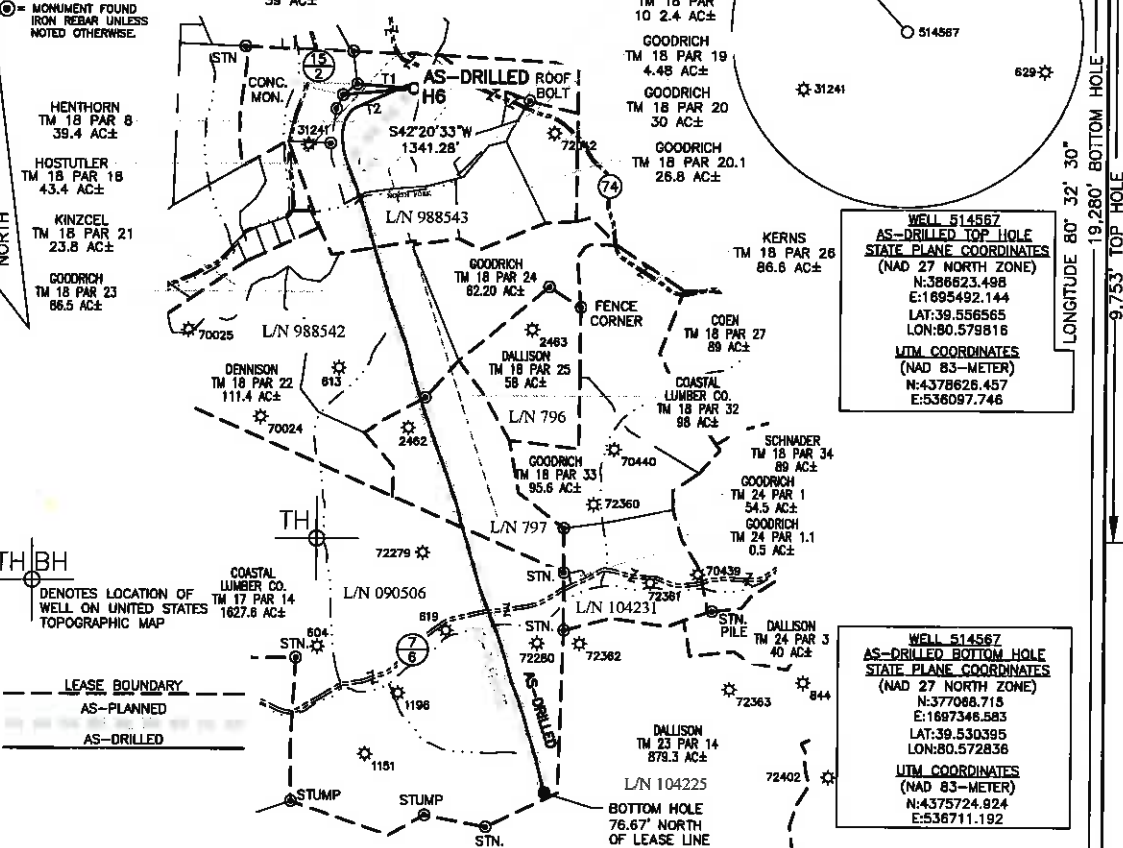 = MONUMENT FOUND
IRON REBAR UNLESS
NOTED OTHERWISE.
39 AC±
TM 18 PAR
10 2.4 AC±
GOODRICH
TM 18 PAR 19
4.48 AC±
GOODRICH
TM 18 PAR 20
30 AC±
GOODRICH
TM 18 PAR 20.1
26.8 AC±
514567
31241
629
HENTHORN
TM 18 PAR 8
39.4 AC±
HOSTUTLER
TM 18 PAR 18
43.4 AC±
KINZCEL
TM 18 PAR 21
23.8 AC±
GOODRICH
TM 18 PAR 23
86.5 AC±
NORTH
STN
15
2
CONC.
MON.
T1
T2
AS-DRILLED
H6
ROOF
BOLT
31241
S42°20'33"W
1341.28'
72142
74
NORTH FORK
L/N 988543
KERNS
TM 18 PAR 26
86.6 AC±
GOODRICH
TM 18 PAR 24
62.20 AC±
FENCE
CORNER
70025
L/N 988542
613
2463
COEN
TM 18 PAR 27
89 AC±
DENNISON
TM 18 PAR 22
111.4 AC±
DALLISON
TM 18 PAR 25
58 AC±
COASTAL
LUMBER CO.
TM 18 PAR 32
98 AC±
70024
2462
L/N 796
70440
SCHNADER
TM 18 PAR 34
89 AC±
GOODRICH
TM 24 PAR 1
54.5 AC±
GOODRICH
TM 24 PAR 1.1
0.5 AC±
GOODRICH
TM 18 PAR 33
95.6 AC±
72360
L/N 797
TH
72279
TH BH
DENOTES LOCATION OF
WELL ON UNITED STATES
TOPOGRAPHIC MAP
COASTAL
LUMBER CO.
TM 17 PAR 14
1627.6 AC±
L/N 090506
STN.
70439
72361
L/N 104231
619
STN.
STN.
PILE
604
STN.
7
6
72280
72362
DALLISON
TM 24 PAR 3
40 AC±
LEASE BOUNDARY
AS-PLANNED
AS-DRILLED
1196
AS-DRILLED
72363
844
1151
DALLISON
TM 23 PAR 14
879.3 AC±
L/N 104225
72402
STUMP
STUMP
STN.
BOTTOM HOLE
76.67' NORTH
OF LEASE LINE
WELL 514567
AS-DRILLED TOP HOLE
STATE PLANE COORDINATES
(NAD 27 NORTH ZONE)
N:386623.498
E:1695492.144
LAT:39.556565
LON:80.579816
UTM COORDINATES
(NAD 83-METER)
N:4378626.457
E:536097.746
LONGITUDE 80° 32' 30"
19,280' BOTTOM HOLE
9,753' TOP HOLE
WELL 514567
AS-DRILLED BOTTOM HOLE
STATE PLANE COORDINATES
(NAD 27 NORTH ZONE)
N:377068.715
E:1697346.583
LAT:39.530395
LON:80.572836
UTM COORDINATES
(NAD 83-METER)
N:4375724.924
E:536711.192